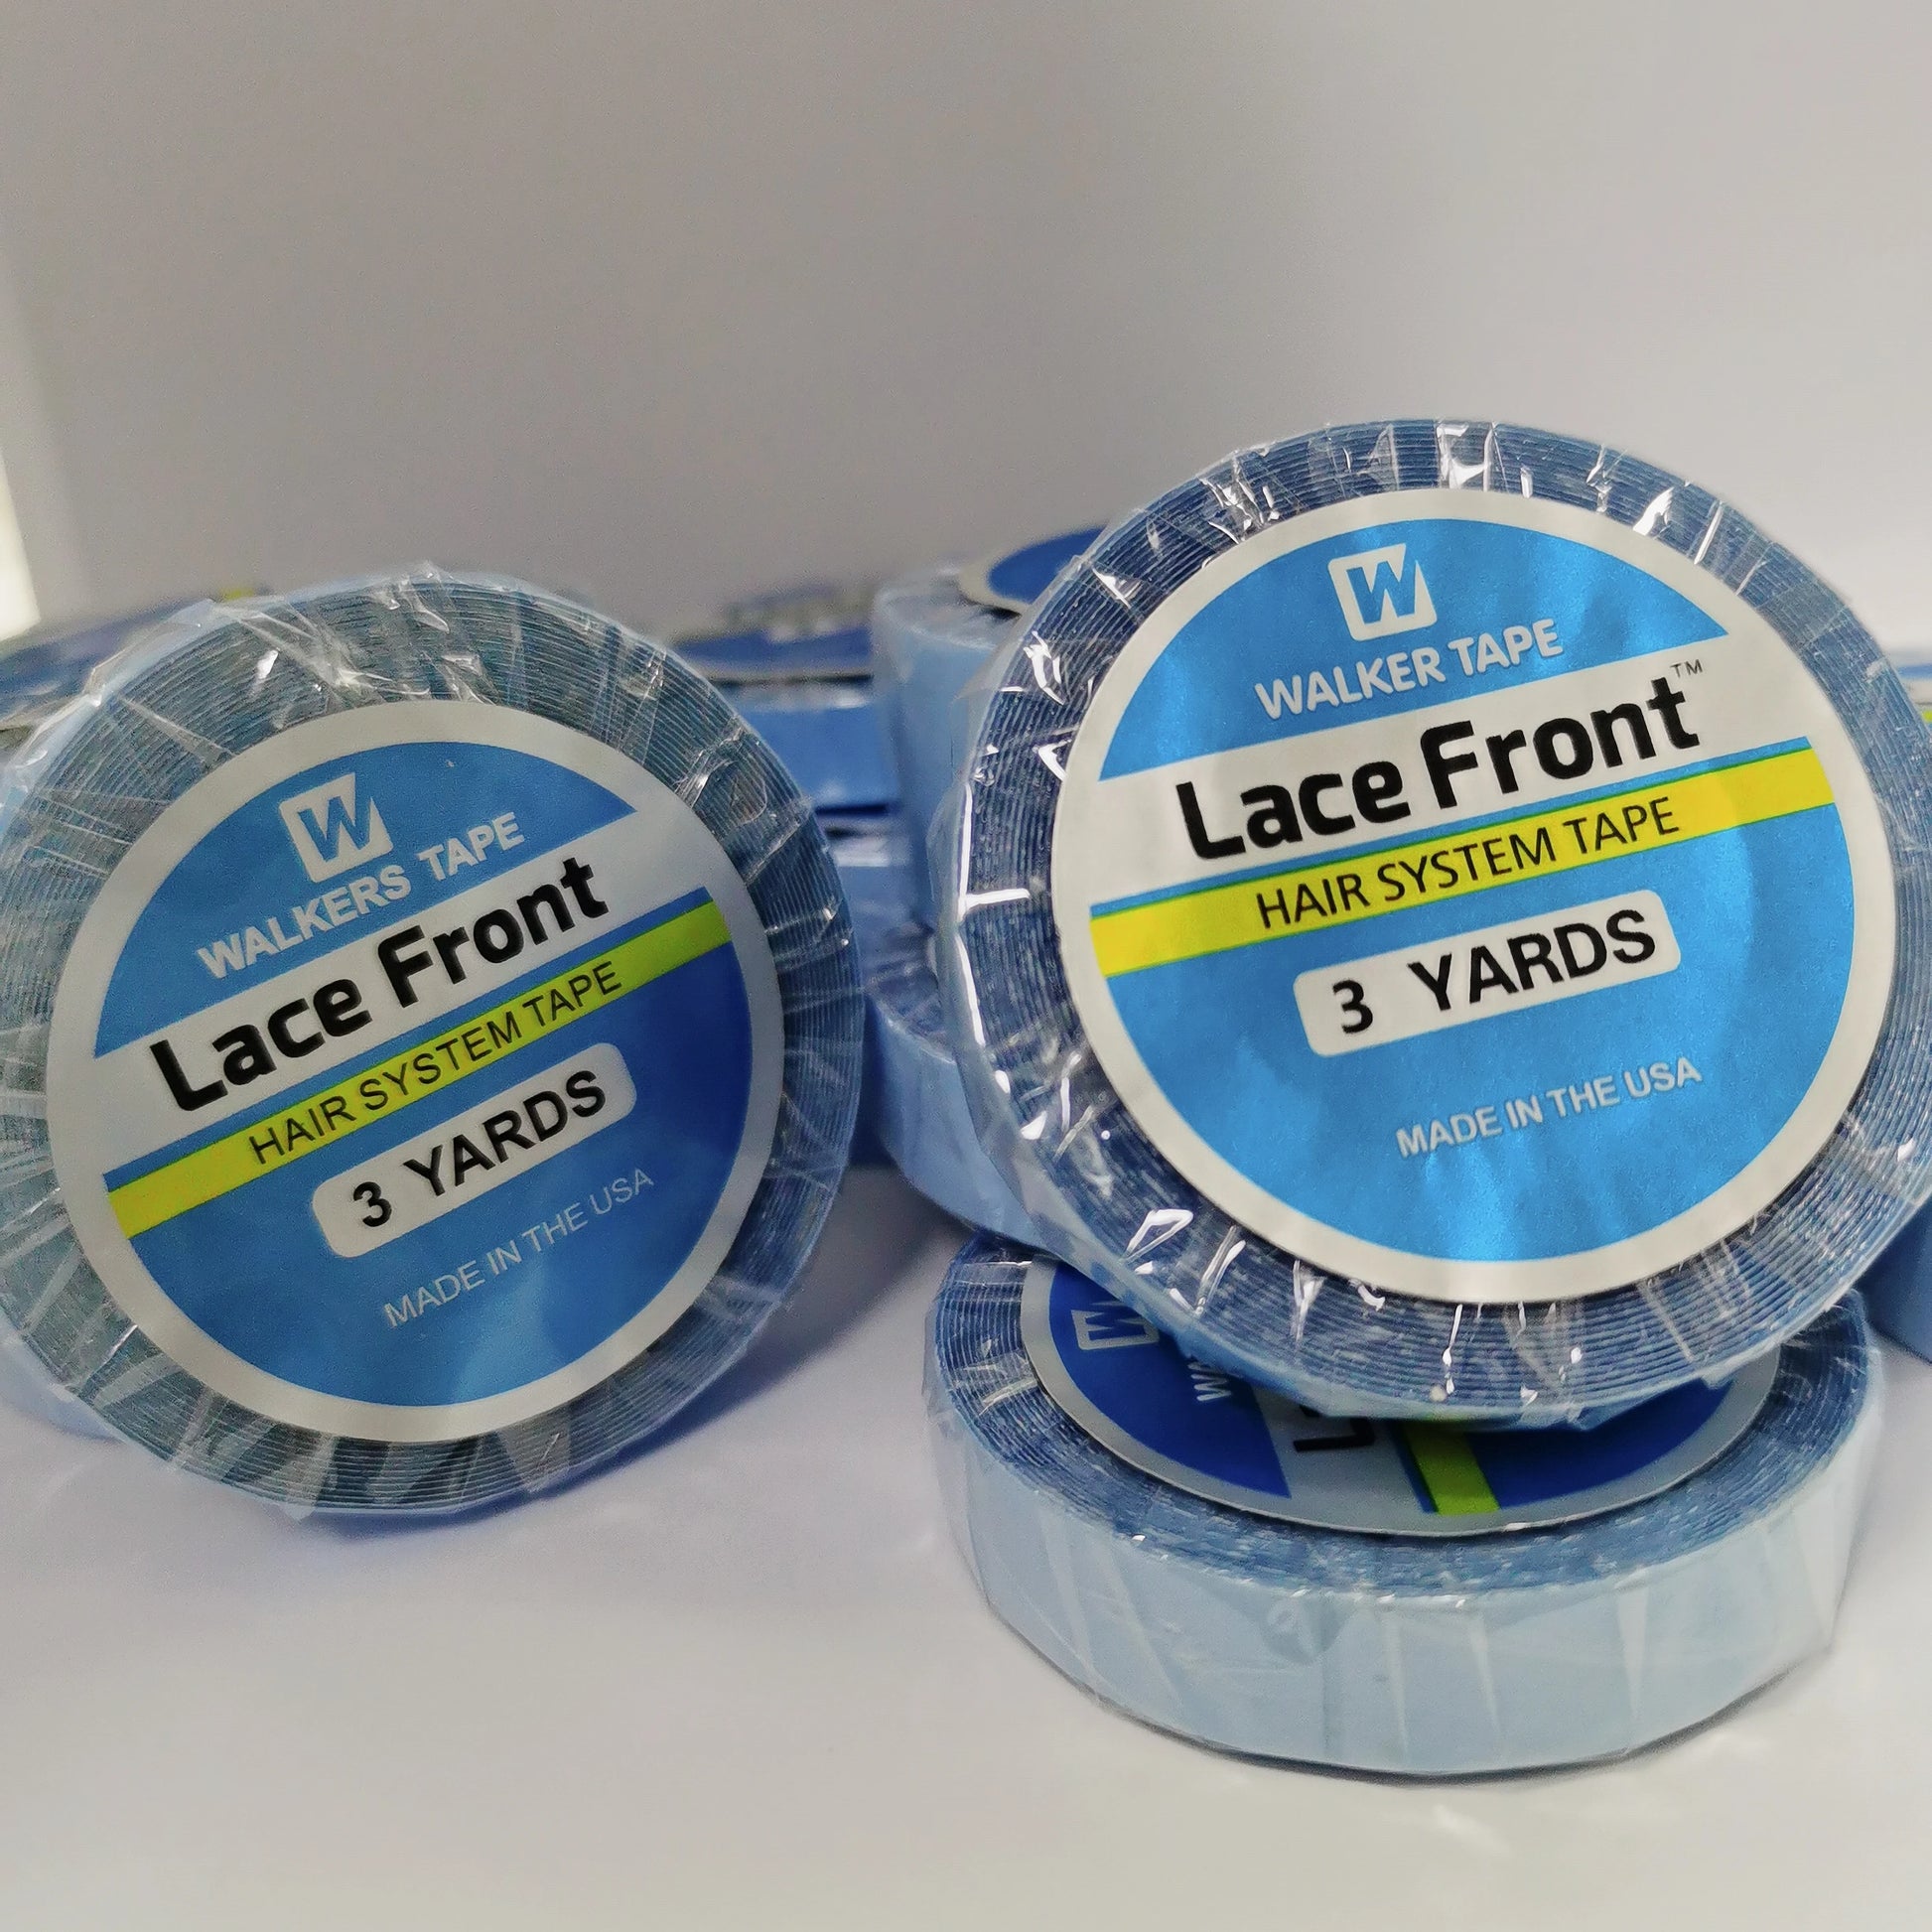 W
WALKERS TAPE
Lace Front
HAIR SYSTEM TAPE
3 YARDS
MADE IN THE USA
W
WALKER TAPE
Lace Front™
HAIR SYSTEM TAPE
3 YARDS
MADE IN THE USA
W